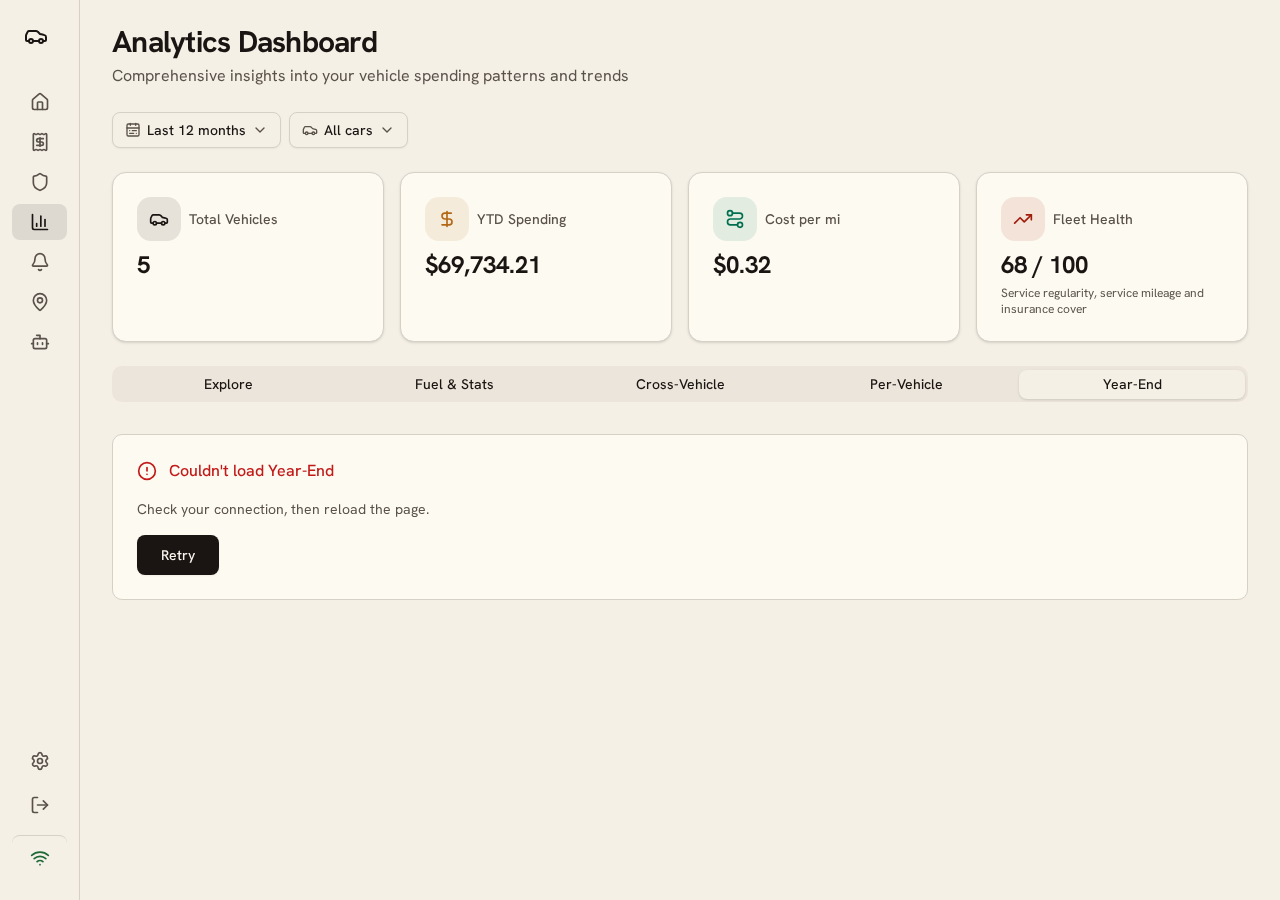 Analytics Dashboard
Comprehensive insights into your vehicle spending patterns and trends
Last 12 months
All cars
Total Vehicles
5
YTD Spending
$69,734.21
Cost per mi
$0.32
Fleet Health
68 / 100
Service regularity, service mileage and
insurance cover
Explore
Fuel & Stats
Cross-Vehicle
Per-Vehicle
Year-End
Couldn't load Year-End
Check your connection, then reload the page.
Retry